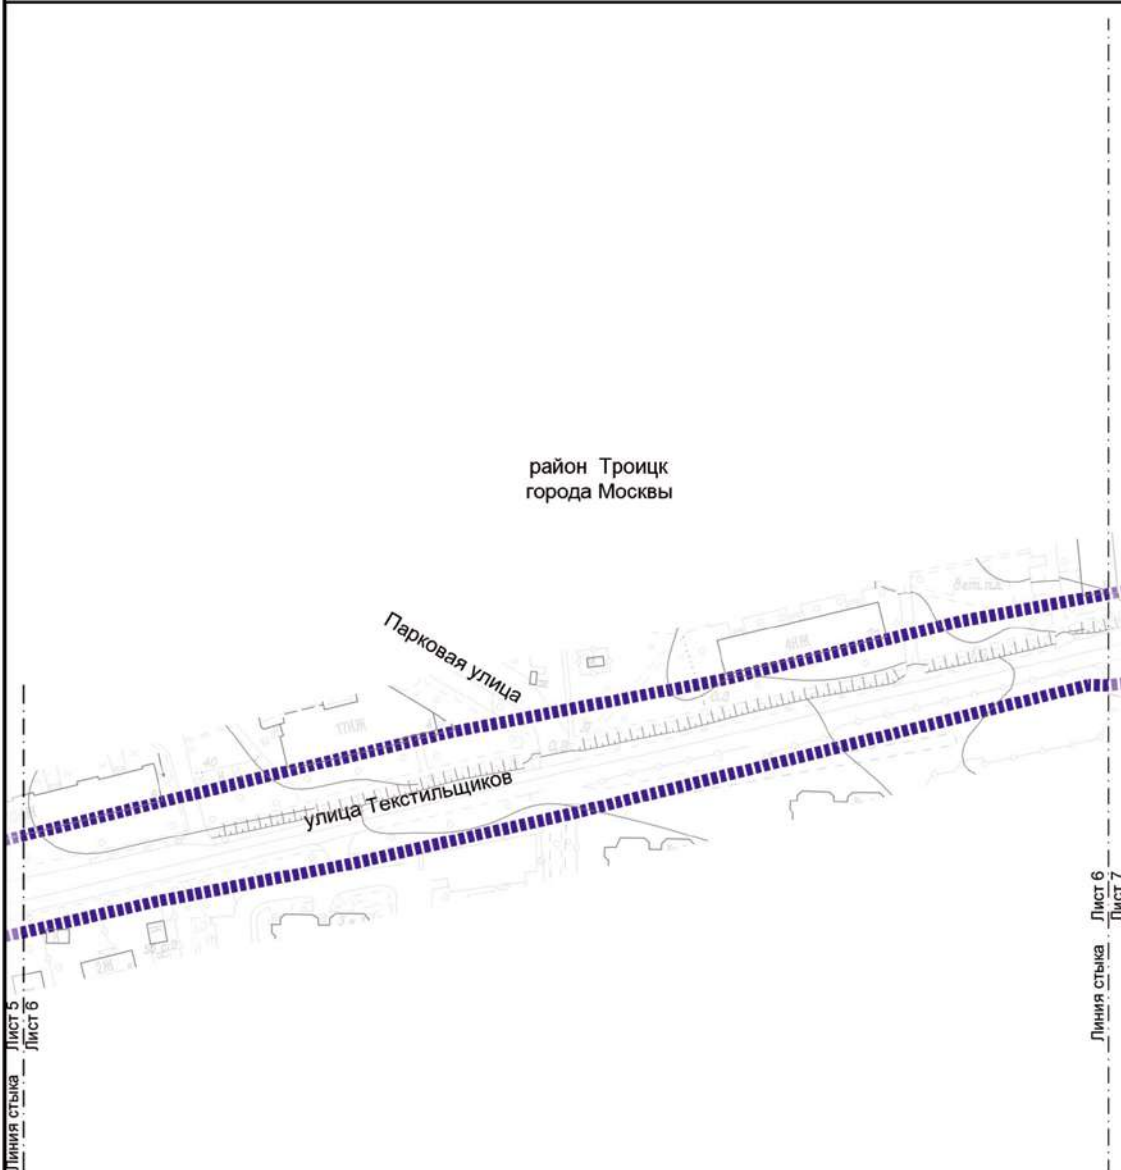 район Троицк
города Москвы
Парковая улица
улица Текстильщиков
Линия стыка Лист 5
Лист 6
Линия стыка Лист 6
Лист 7